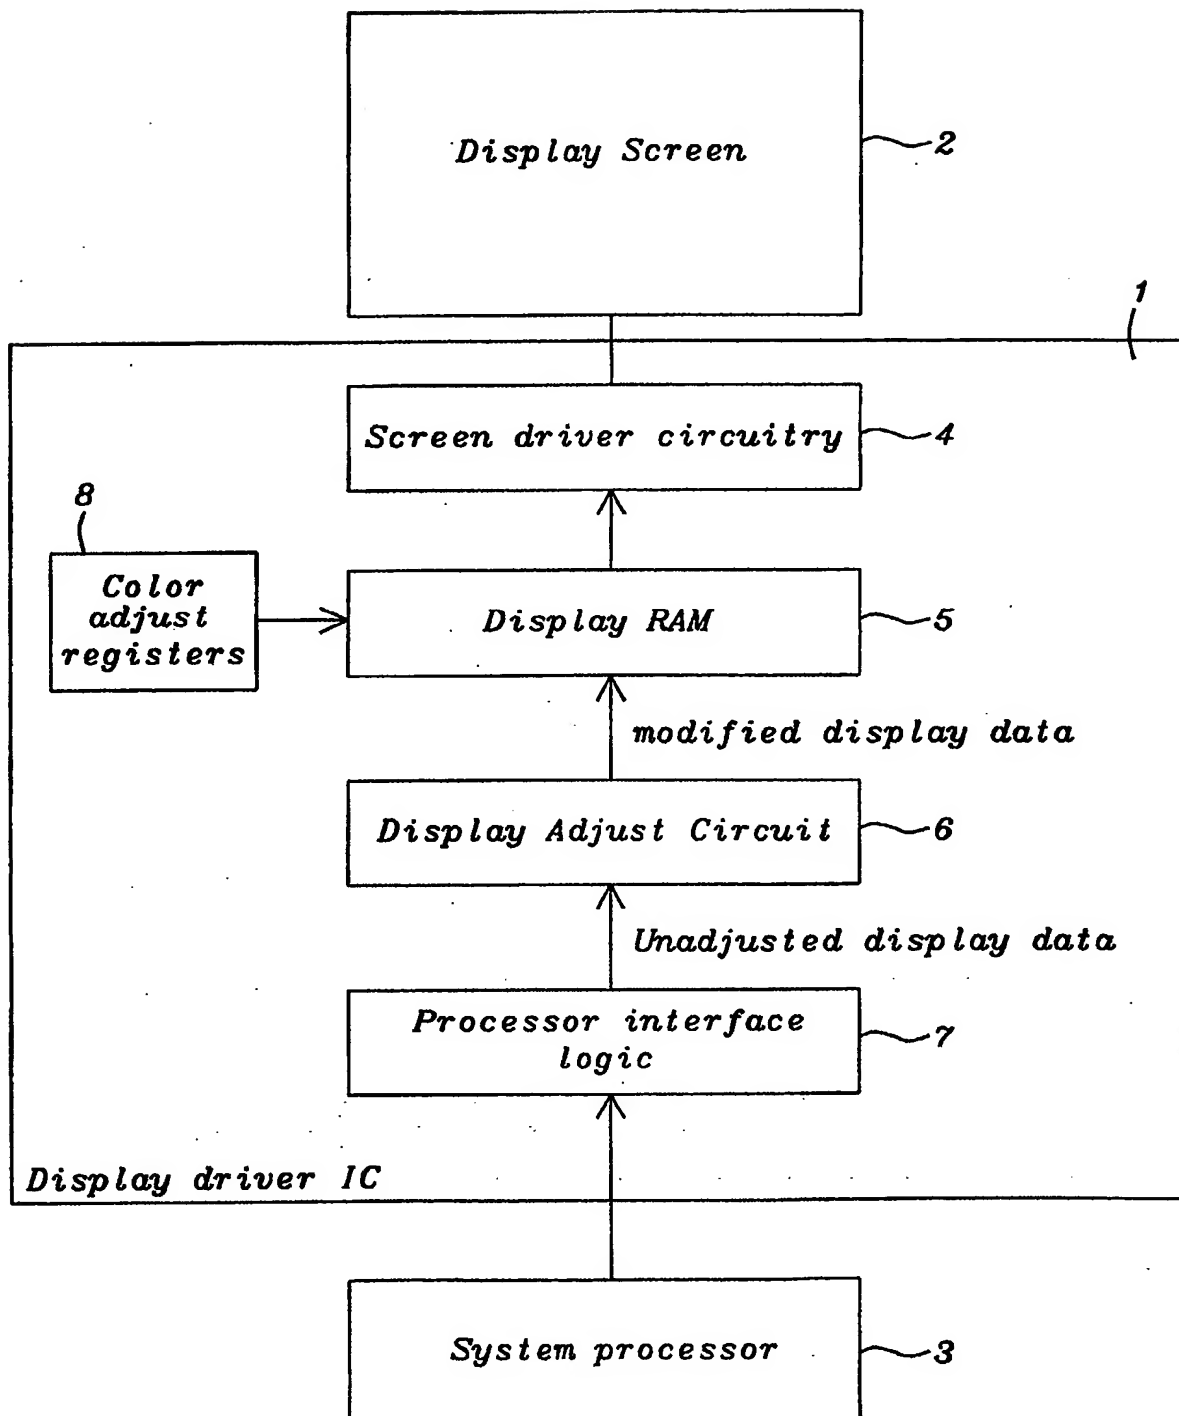 Display Screen
2
1
Screen driver circuitry
4
8
Color
adjust
registers
Display RAM
5
modified display data
Display Adjust Circuit
6
Unadjusted display data
Processor interface
logic
7
Display driver IC
System processor
3